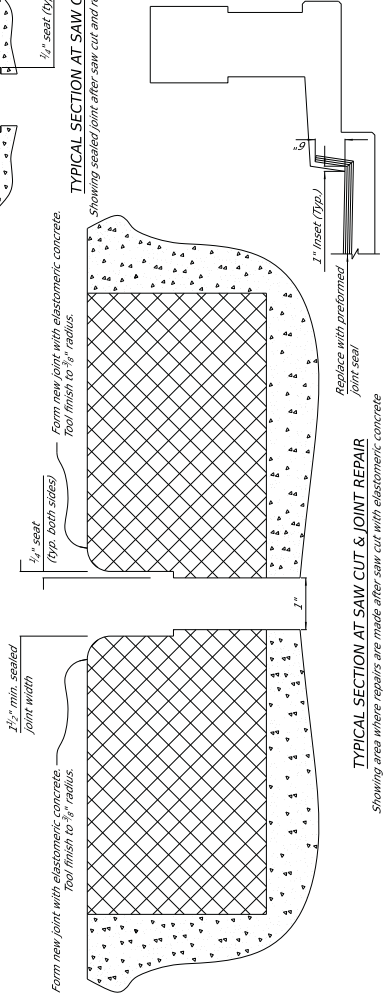 ¼" seat (ty
TYPICAL SECTION AT SAW C
Showing sealed joint after saw cut and r
6"
1" Inset (Typ.)
Replace with preformed
joint seal
Form new joint with elastomeric concrete.
Tool finish to ⅜" radius.
¼" seat
(typ. both sides)
1"
1½" min. sealed
joint width
Form new joint with elastomeric concrete.
Tool finish to ⅜" radius.
TYPICAL SECTION AT SAW CUT & JOINT REPAIR
Showing area where repairs are made after saw cut with elastomeric concrete